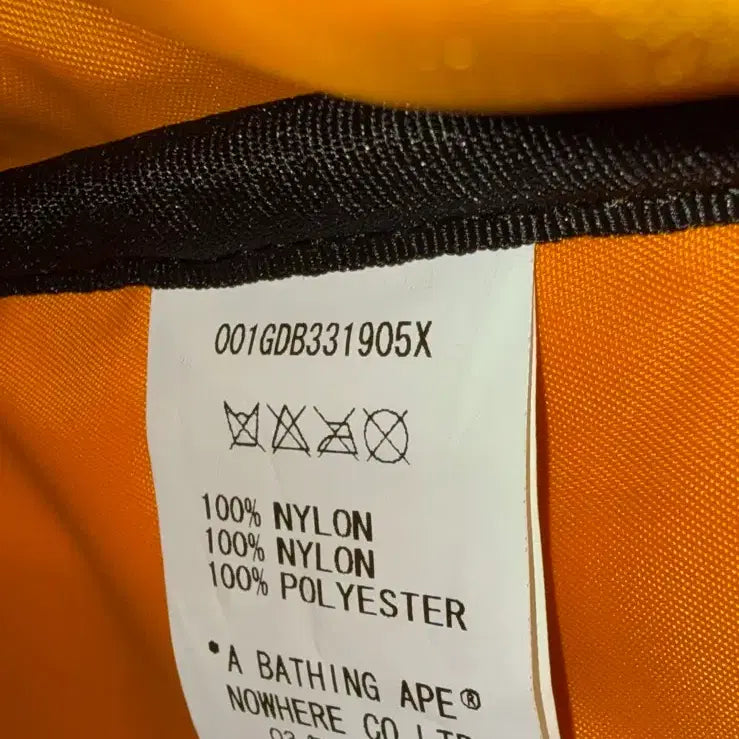 001GDB331905X
100% NYLON
100% NYLON
100% POLYESTER
*A BATHING APE®
NOWHERE CO LTD